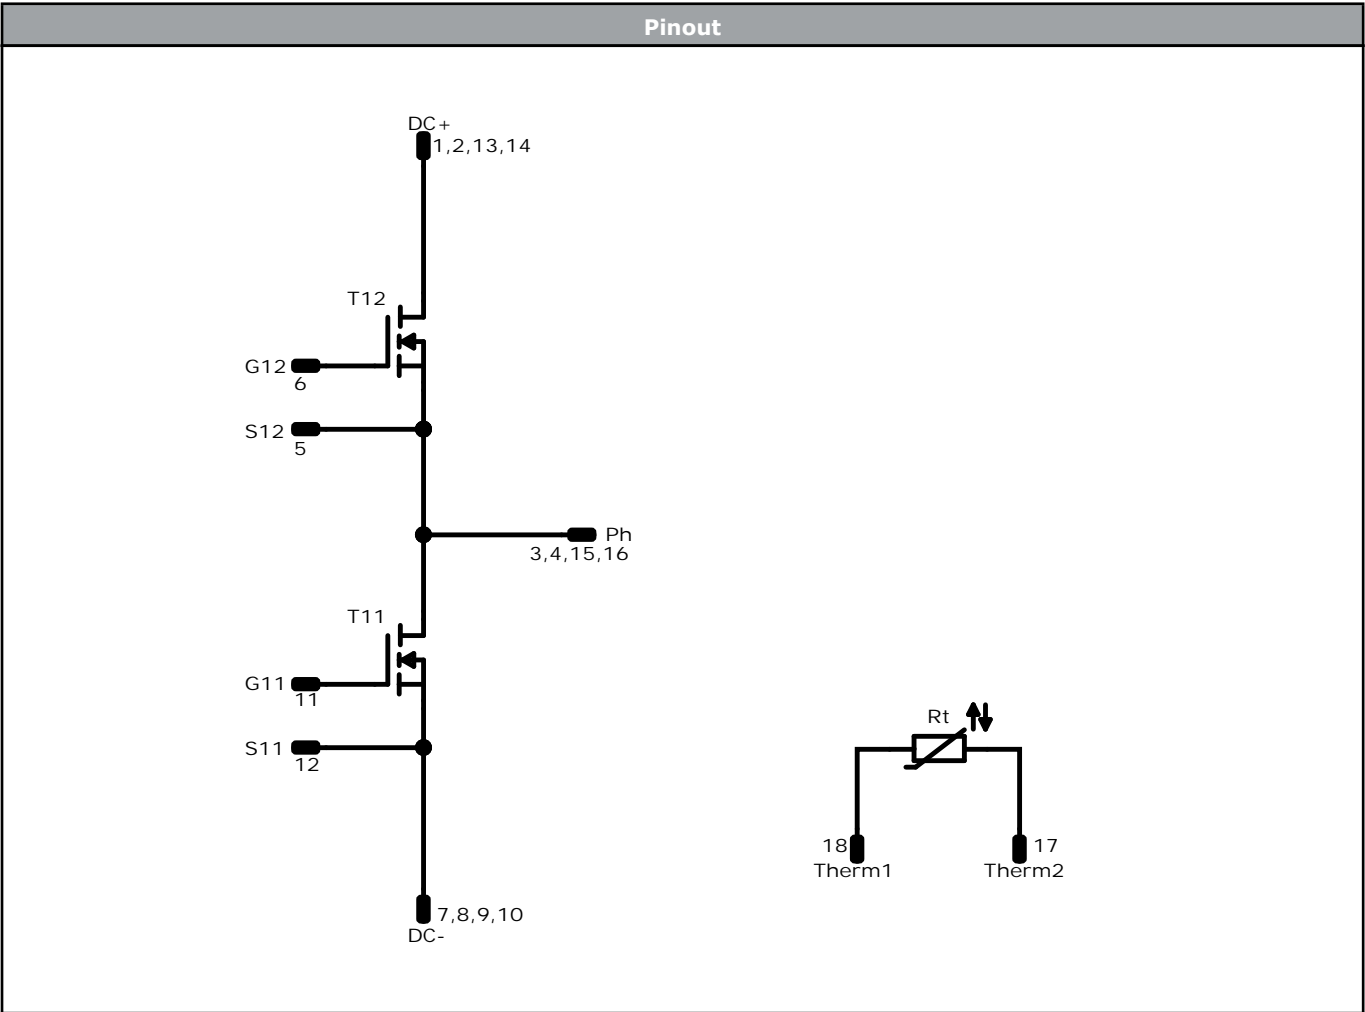 Pinout
DC+
1,2,13,14
T12
G12
6
S12
5
Ph
3,4,15,16
T11
G11
11
S11
12
Rt
18
17
Therm1
Therm2
7,8,9,10
DC-